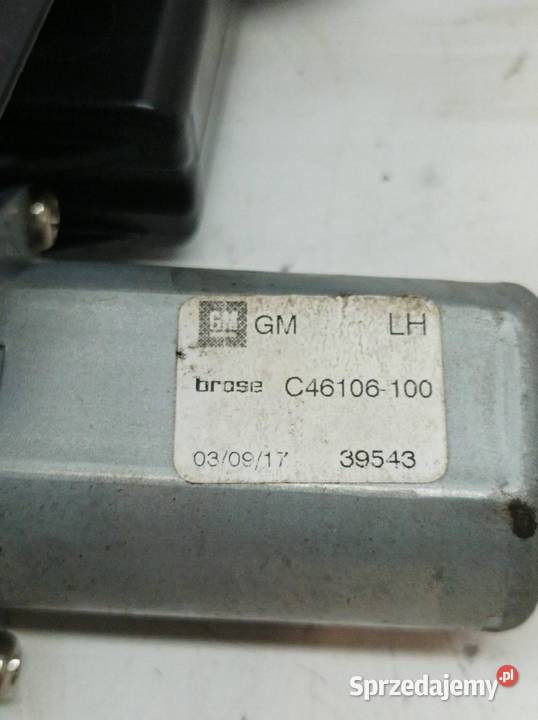 GM GM LH
brose C46106-100
03/09/17 39543
Sprzedajemy.pl